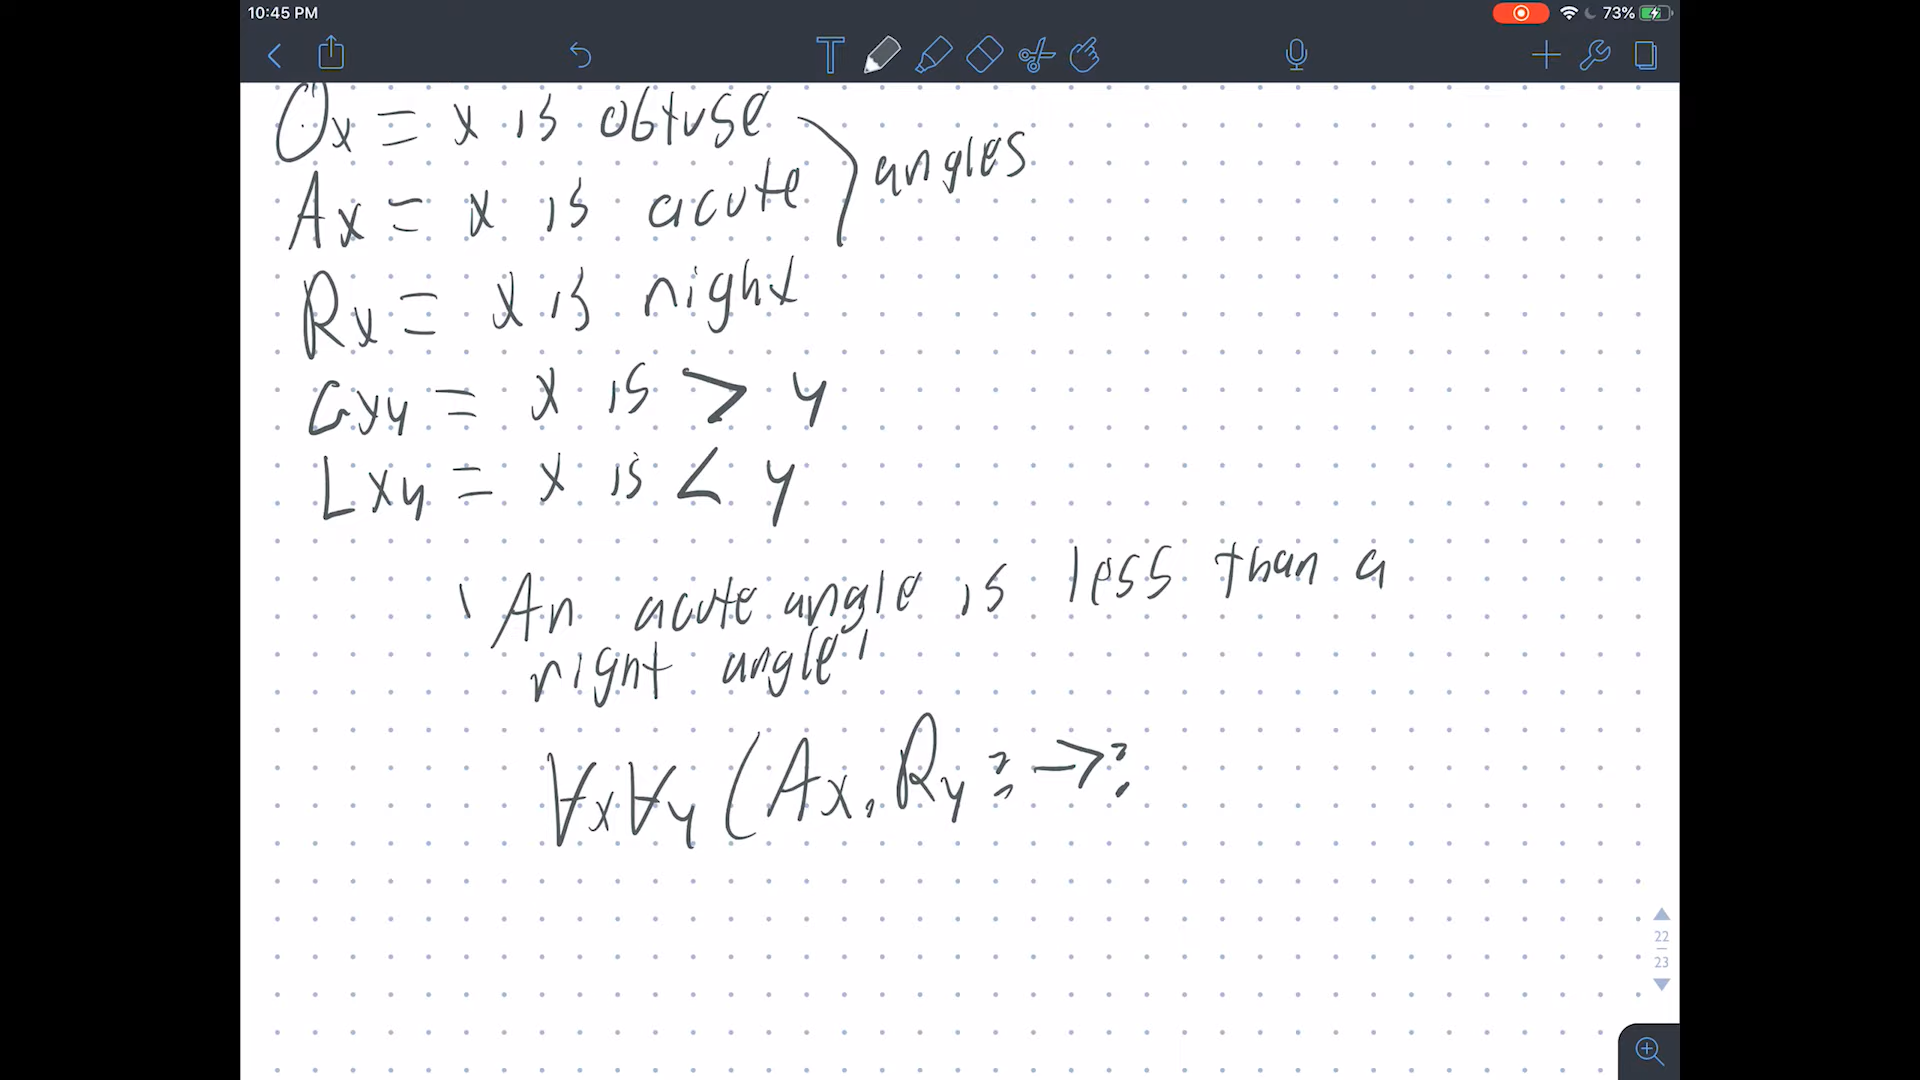 10:45 PM
73%
Ox = x is obtuse
angles
Ax = x is acute
Rx = x is right
Gxy = x is > y
Lxy = x is < y
'An acute angle is less than a
right angle'
∀x∀y (Ax, Ry ? → ?
22
23